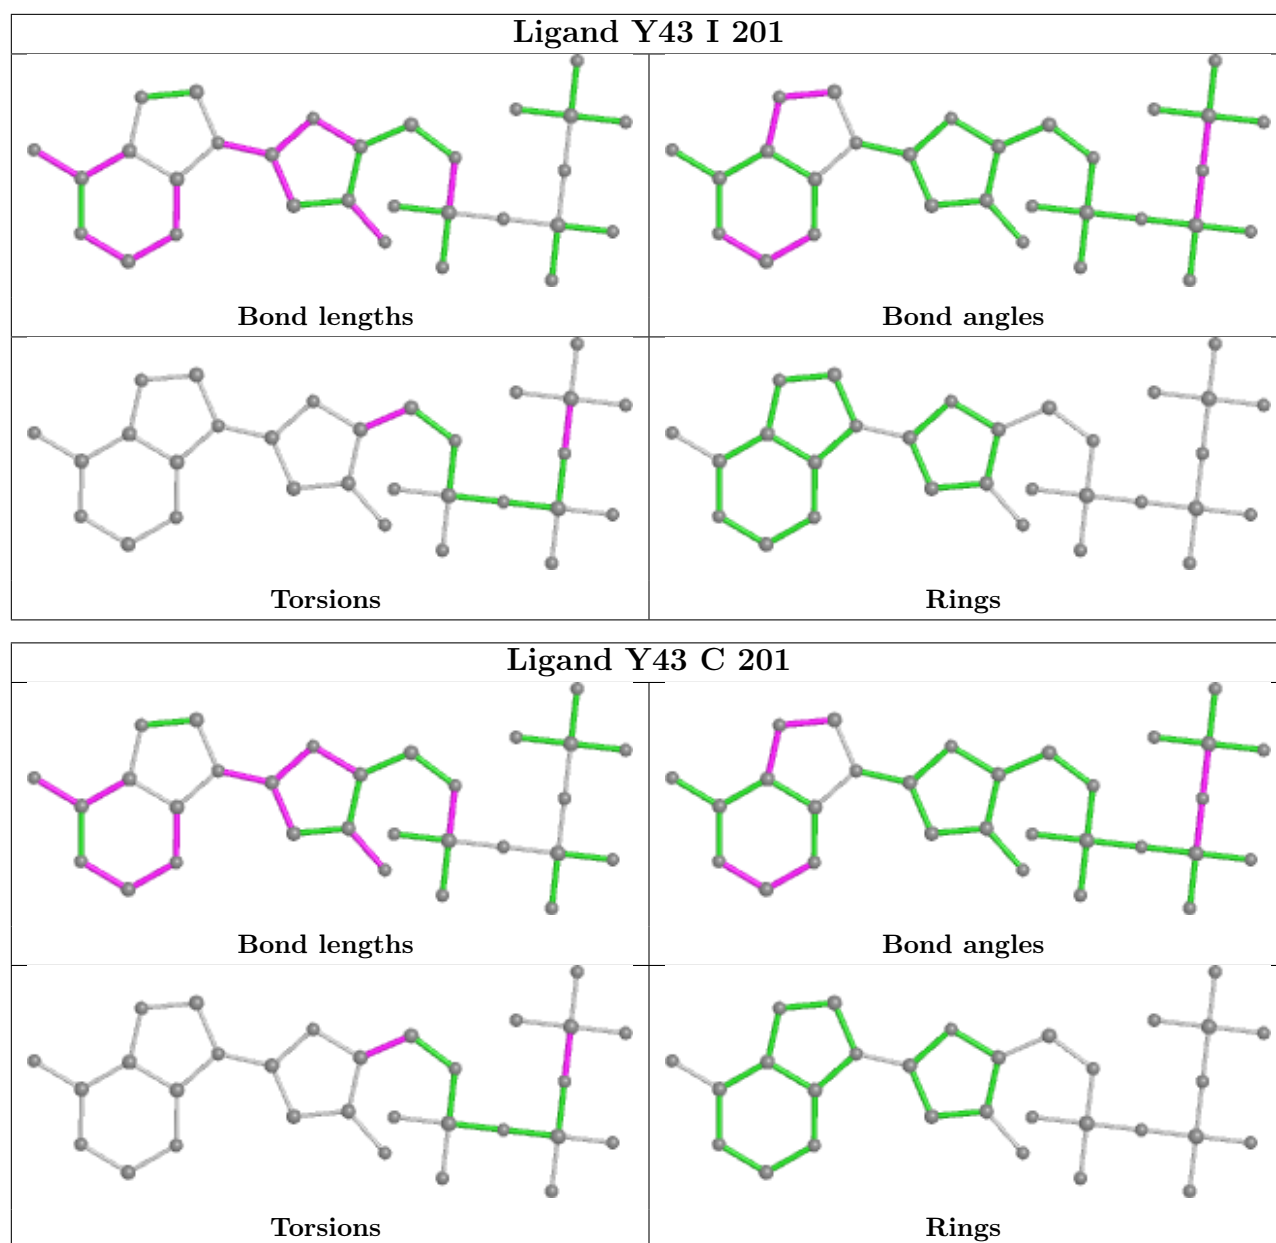 Ligand Y43 I 201
Bond lengths
Bond angles
Torsions
Rings
Ligand Y43 C 201
Bond lengths
Bond angles
Torsions
Rings